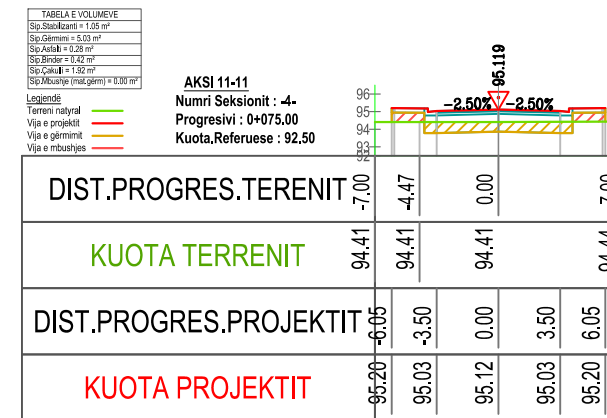 TABELA E VOLUMEVE
Sip.Stabilizanti = 1.05 m²
Sip.Gërmimi = 5.03 m²
Sip.Asfalti = 0.28 m²
Sip.Binder = 0.42 m²
Sip.Çakull = 1.92 m²
Sip.Mbushje (mat.germ) = 0.00 m²
Legjendë
Terreni natyral
Vija e projektit
Vija e gërmimit
Vija e mbushjes
AKSI 11-11
Numri Seksionit : -4-
Progresivi : 0+075.00
Kuota,Referuese : 92,50
95.119
-2.50% -2.50%
96
95
94
93
92
DIST.PROGRES.TERENIT -7.00 -4.47 0.00 7.00
KUOTA TERRENIT 94.41 94.41 94.41 94.44
DIST.PROGRES.PROJEKTIT -6.05 -3.50 0.00 3.50 6.05
KUOTA PROJEKTIT 95.20 95.03 95.12 95.03 95.20